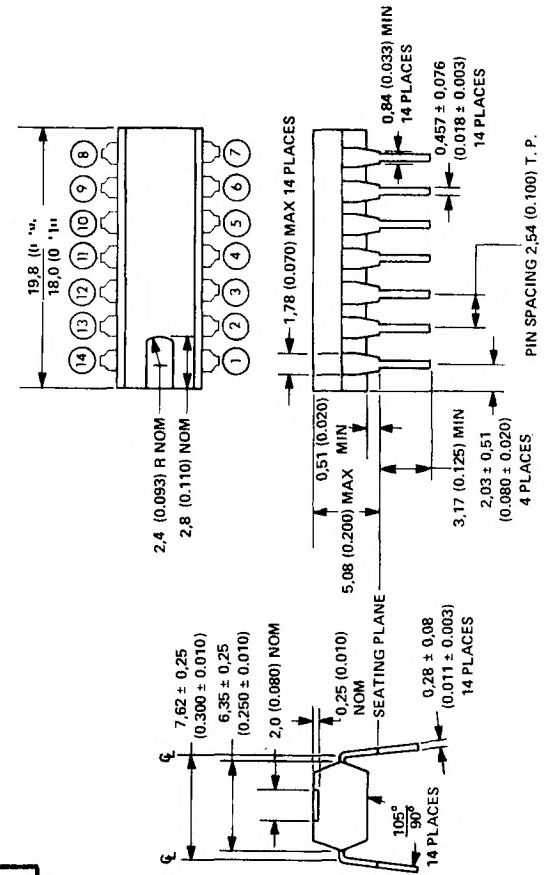 19,8
18,0 (0
14 13 12 11 10 9 8
1 2 3 4 5 6 7
2,4 (0.093) R NOM
2,8 (0.110) NOM
℄ ℄
7,62 ± 0,25
(0.300 ± 0.010)
6,35 ± 0,25
(0.250 ± 0.010)
2,0 (0.080) NOM
0,25 (0.010)
NOM
SEATING PLANE
105°
90°
14 PLACES
0,28 ± 0,08
(0.011 ± 0.003)
14 PLACES
0,51 (0.020)
MIN
5,08 (0.200) MAX
1,78 (0.070) MAX 14 PLACES
3,17 (0.125) MIN
2,03 ± 0,51
(0.080 ± 0.020)
4 PLACES
0,84 (0.033) MIN
14 PLACES
0,457 ± 0,076
(0.018 ± 0.003)
14 PLACES
PIN SPACING 2,54 (0.100) T. P.